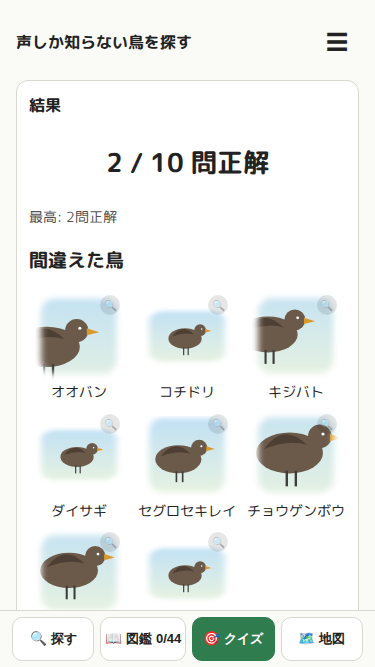 声しか知らない鳥を探す
結果
2 / 10 問正解
最高: 2問正解
間違えた鳥
オオバン
コチドリ
キジバト
ダイサギ
セグロセキレイ
チョウゲンボウ
探す
図鑑 0/44
クイズ
地図